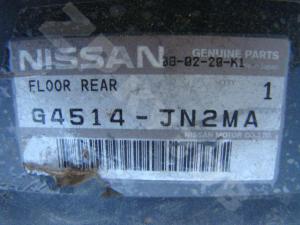 NISSAN GENUINE PARTS
08-02-20-K1
FLOOR REAR
1
G4514-JN2MA
NISSAN MOTOR CO., LTD.